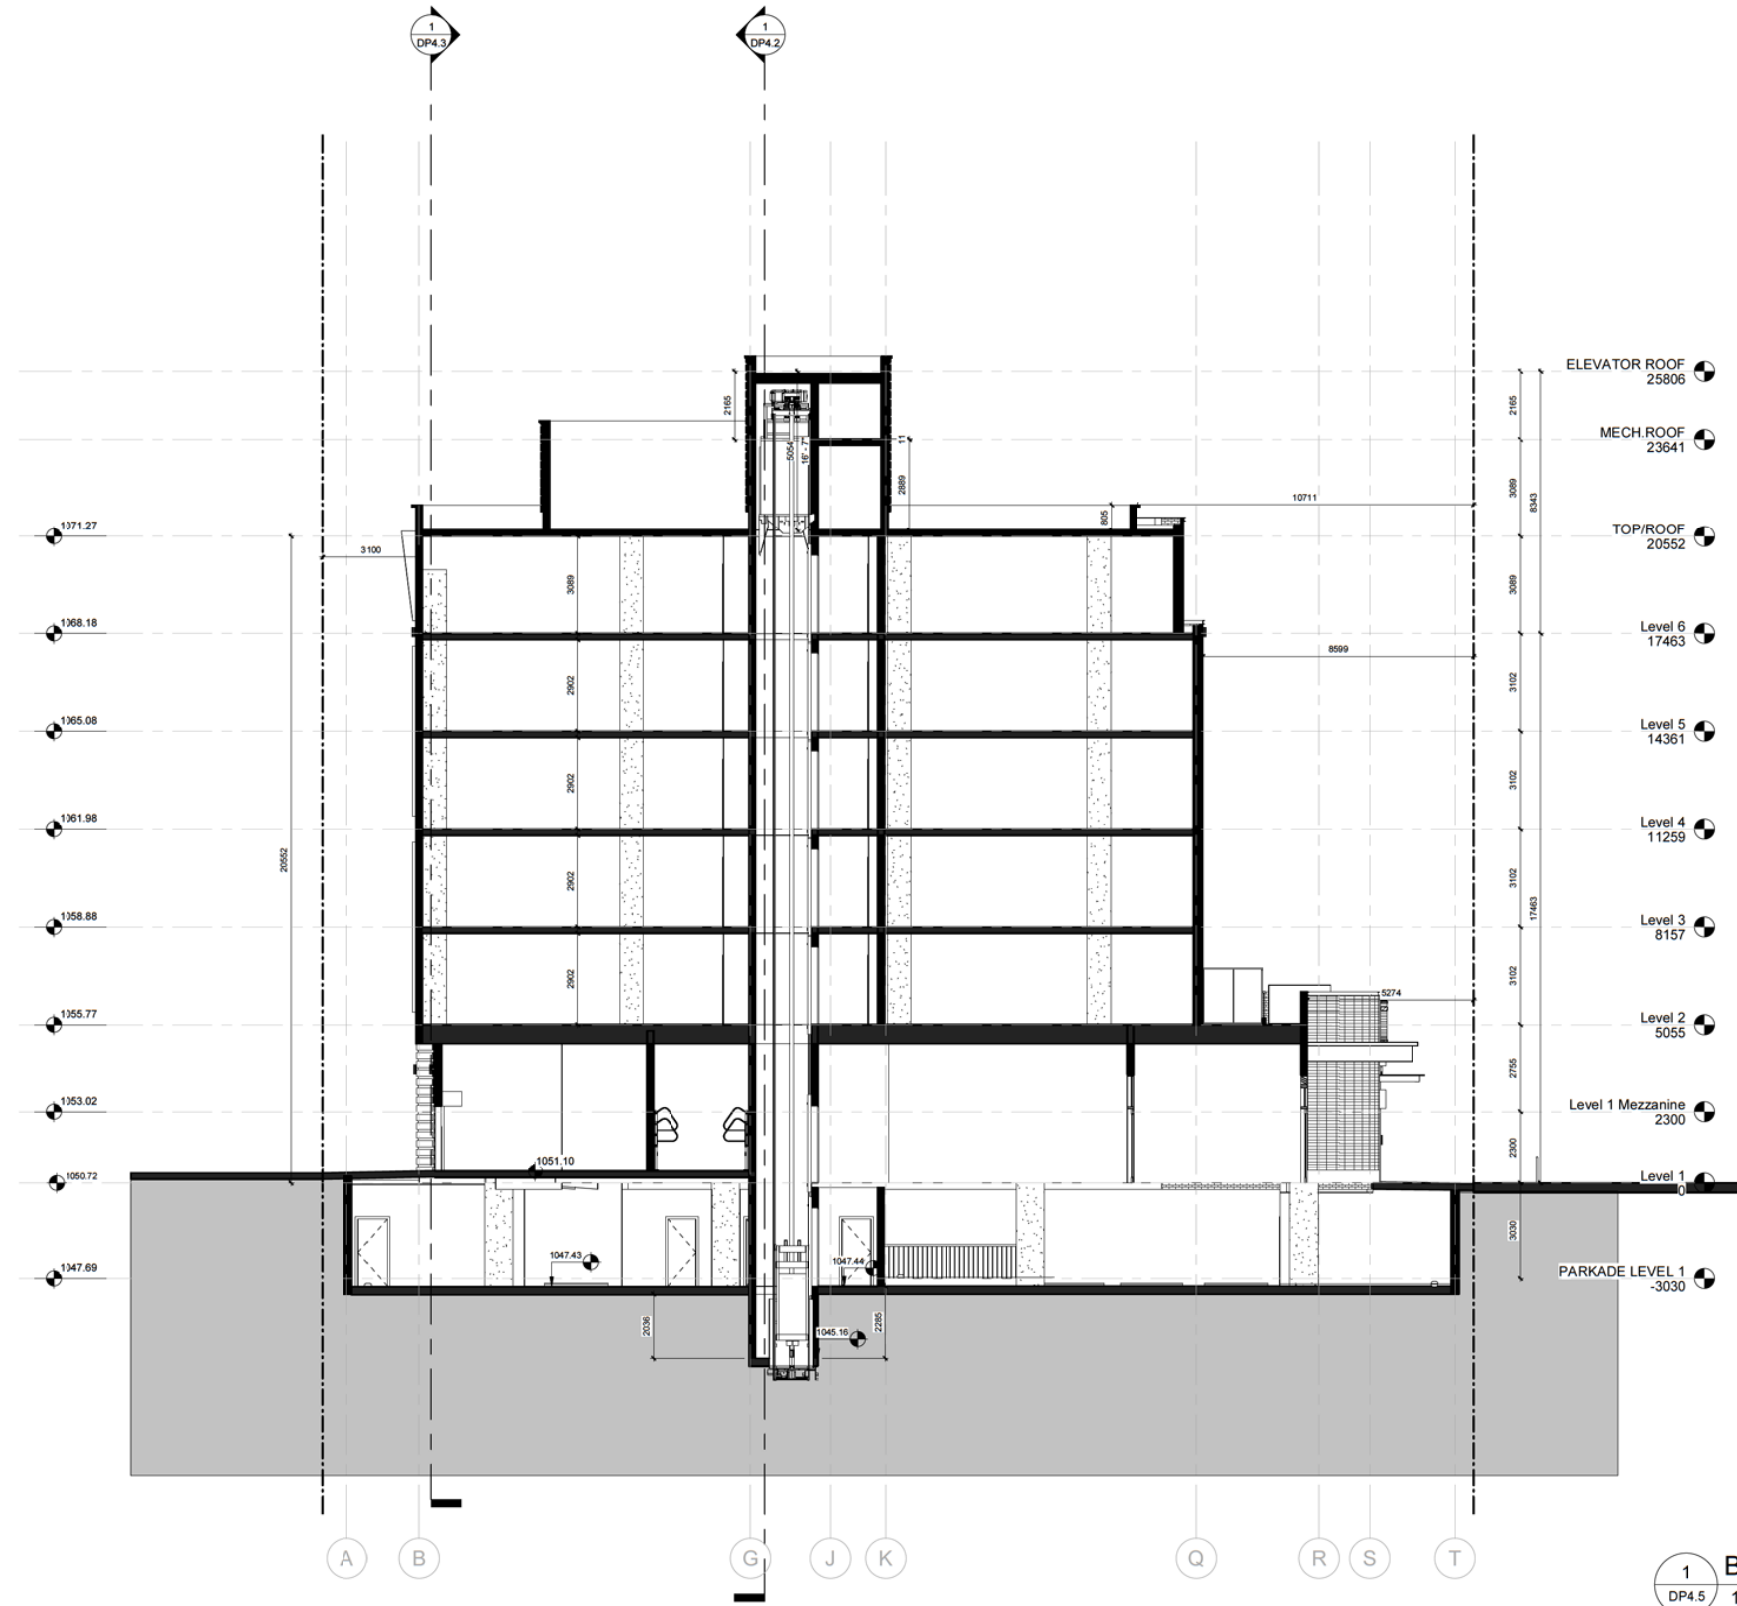 1
DP4.3
1
DP4.2
ELEVATOR ROOF
25806
2165
2165
MECH.ROOF
23641
11
5054
16' - 7"
2889
3089
8343
10711
805
1071.27
TOP/ROOF
20552
3100
3089
3089
1068.18
Level 6
17463
8599
2902
3102
1065.08
Level 5
14361
2902
3102
1061.98
Level 4
11259
20552
2902
3102
17463
1058.88
Level 3
8157
2902
3102
5274
1055.77
Level 2
5055
2755
1053.02
Level 1 Mezzanine
2300
2300
1051.10
1050.72
Level 1
0
3030
1047.43
1047.44
1047.69
PARKADE LEVEL 1
-3030
2036
1045.16
2285
A
B
G
J
K
Q
R
S
T
1
DP4.5
B
1